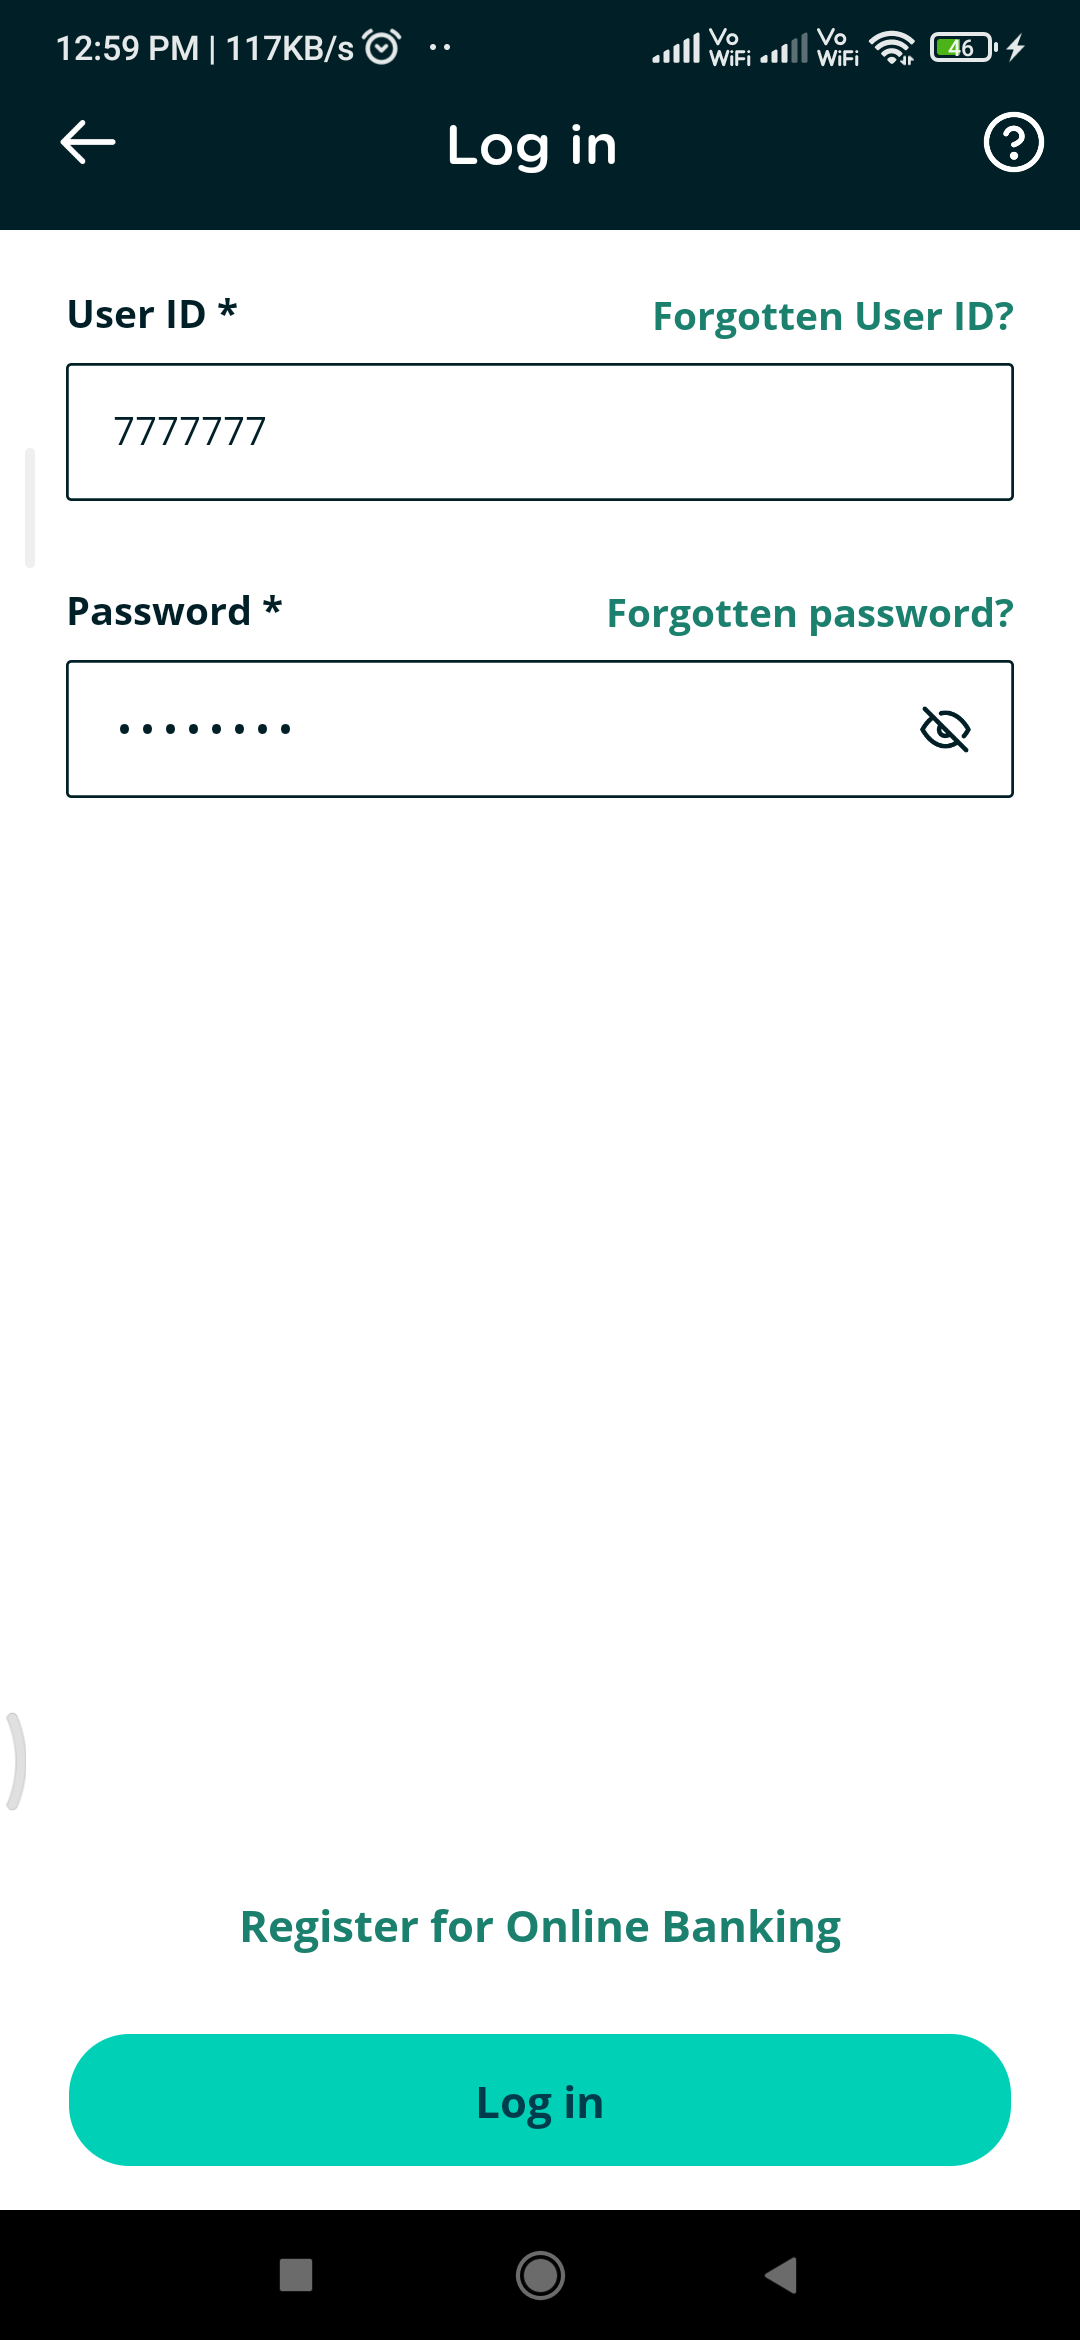 12:59 PM | 117KB/s
Vo WiFi Vo WiFi 46
Log in
User ID * Forgotten User ID?
7777777
Password * Forgotten password?
••••••••
Register for Online Banking
Log in